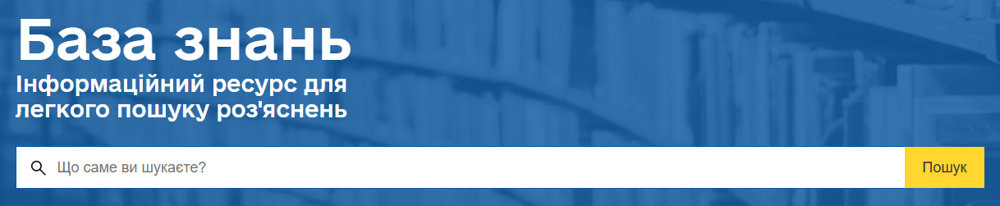 База знань
Інформаційний ресурс для
легкого пошуку роз'яснень
Що саме ви шукаєте?
Пошук